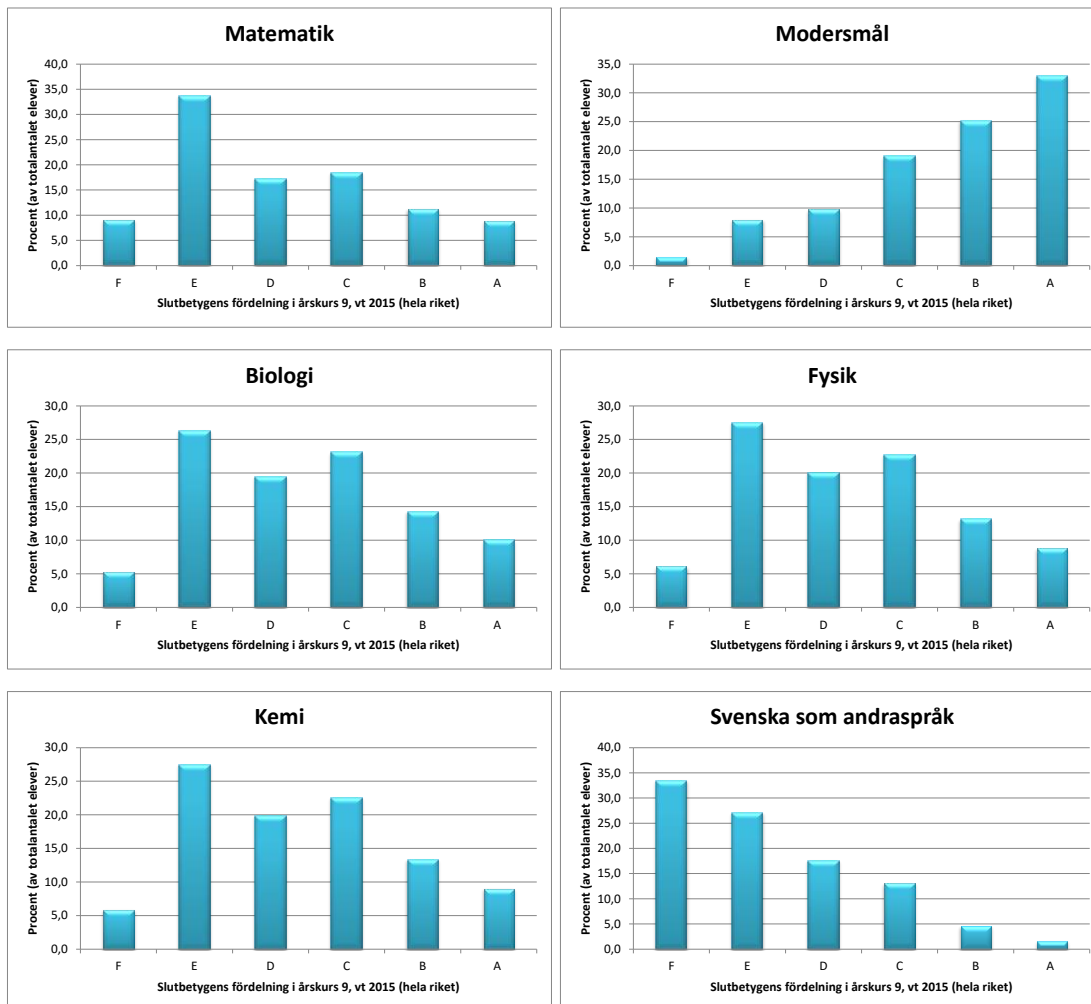 Matematik
Procent (av totalantalet elever)
40,0
35,0
30,0
25,0
20,0
15,0
10,0
5,0
0,0
F E D C B A
Slutbetygens fördelning i årskurs 9, vt 2015 (hela riket)
Modersmål
Procent (av totalantalet elever)
35,0
30,0
25,0
20,0
15,0
10,0
5,0
0,0
F E D C B A
Slutbetygens fördelning i årskurs 9, vt 2015 (hela riket)
Biologi
Procent (av totalantalet elever)
30,0
25,0
20,0
15,0
10,0
5,0
0,0
F E D C B A
Slutbetygens fördelning i årskurs 9, vt 2015 (hela riket)
Fysik
Procent (av totalantalet elever)
30,0
25,0
20,0
15,0
10,0
5,0
0,0
F E D C B A
Slutbetygens fördelning i årskurs 9, vt 2015 (hela riket)
Kemi
Procent (av totalantalet elever)
30,0
25,0
20,0
15,0
10,0
5,0
0,0
F E D C B A
Slutbetygens fördelning i årskurs 9, vt 2015 (hela riket)
Svenska som andraspråk
Procent (av totalantalet elever)
40,0
35,0
30,0
25,0
20,0
15,0
10,0
5,0
0,0
F E D C B A
Slutbetygens fördelning i årskurs 9, vt 2015 (hela riket)